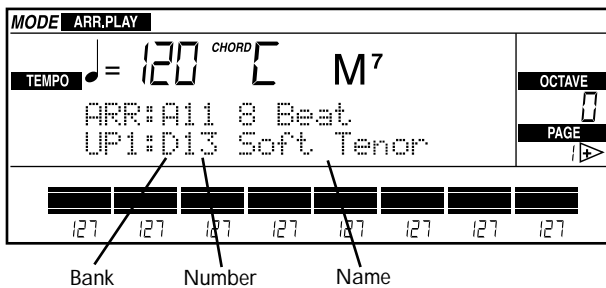 MODE ARR.PLAY
TEMPO ♩= 120 CHORD C M7
OCTAVE
0
ARR:A11 8 Beat
UP1:D13 Soft Tenor
PAGE
1+
127 127 127 127 127 127 127 127
Bank Number Name